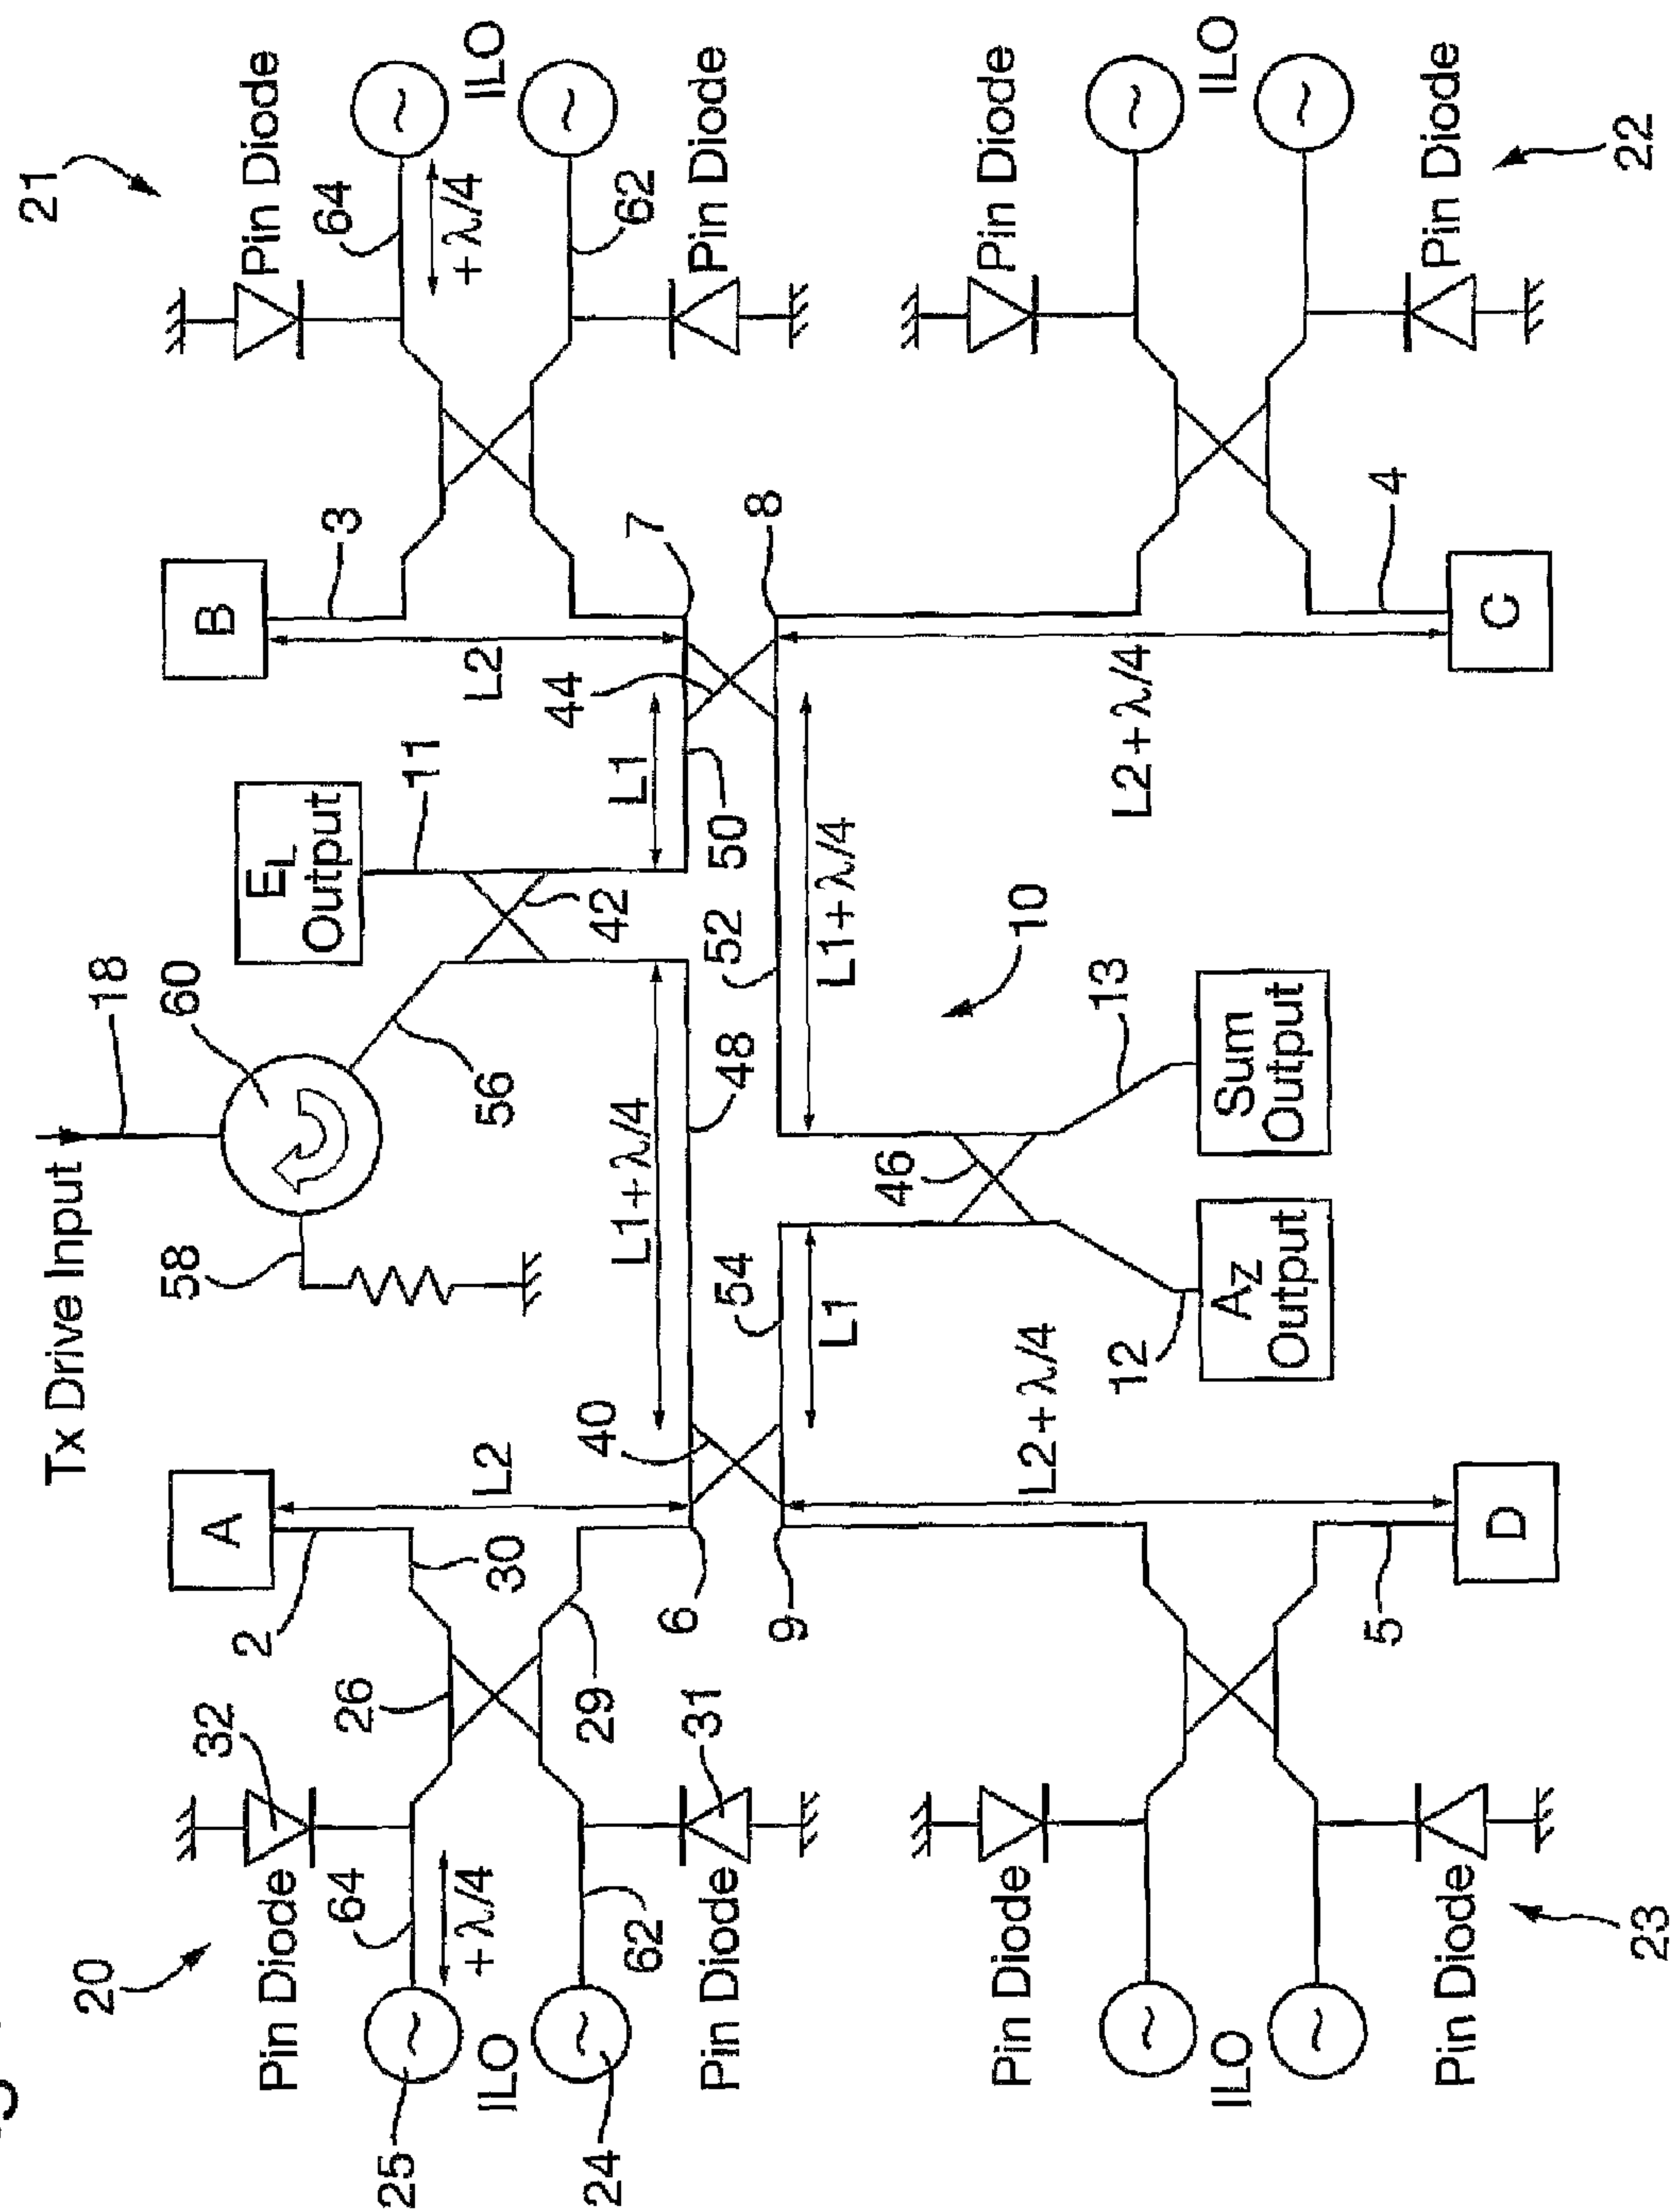 21
Pin Diode
64
+ λ/4
ILO
62
Pin Diode
Pin Diode
ILO
Pin Diode
22
B
3
L2
7
8
44
L1
50
EL
Output
11
42
52
L1+ λ/4
L2+ λ/4
4
C
10
18
60
56
Tx Drive Input
58
48
L1+ λ/4
46
13
Sum
Output
54
L1
12
Az
Output
40
L2
L2+ λ/4
A
2
30
6
9
D
5
26
29
32
31
Pin Diode
64
+ λ/4
62
Pin Diode
20
25
ILO
24
Pin Diode
ILO
Pin Diode
23